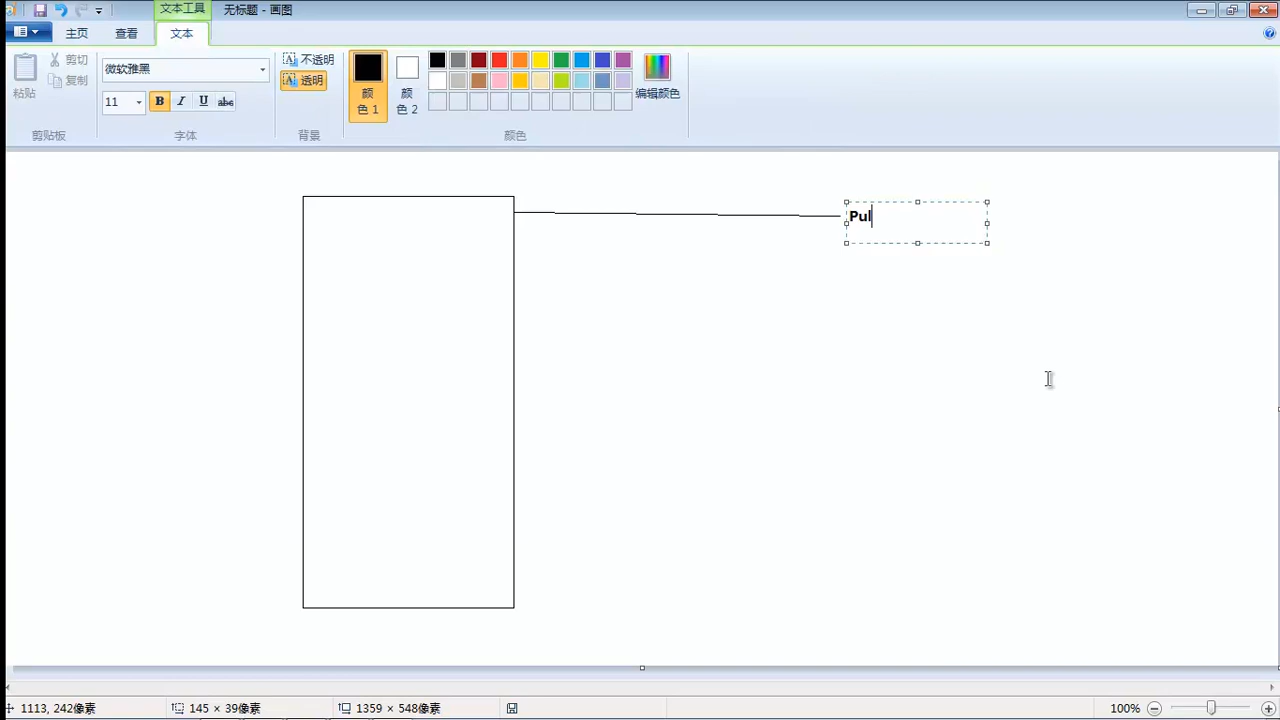 文本工具
无标题 - 画图
主页
查看
文本
粘贴
剪切
复制
剪贴板
微软雅黑
11
B
I
U
abc
字体
A 不透明
A 透明
背景
颜色 1
颜色 2
编辑颜色
颜色
Pul
1113, 242像素
145 × 39像素
1359 × 548像素
100%